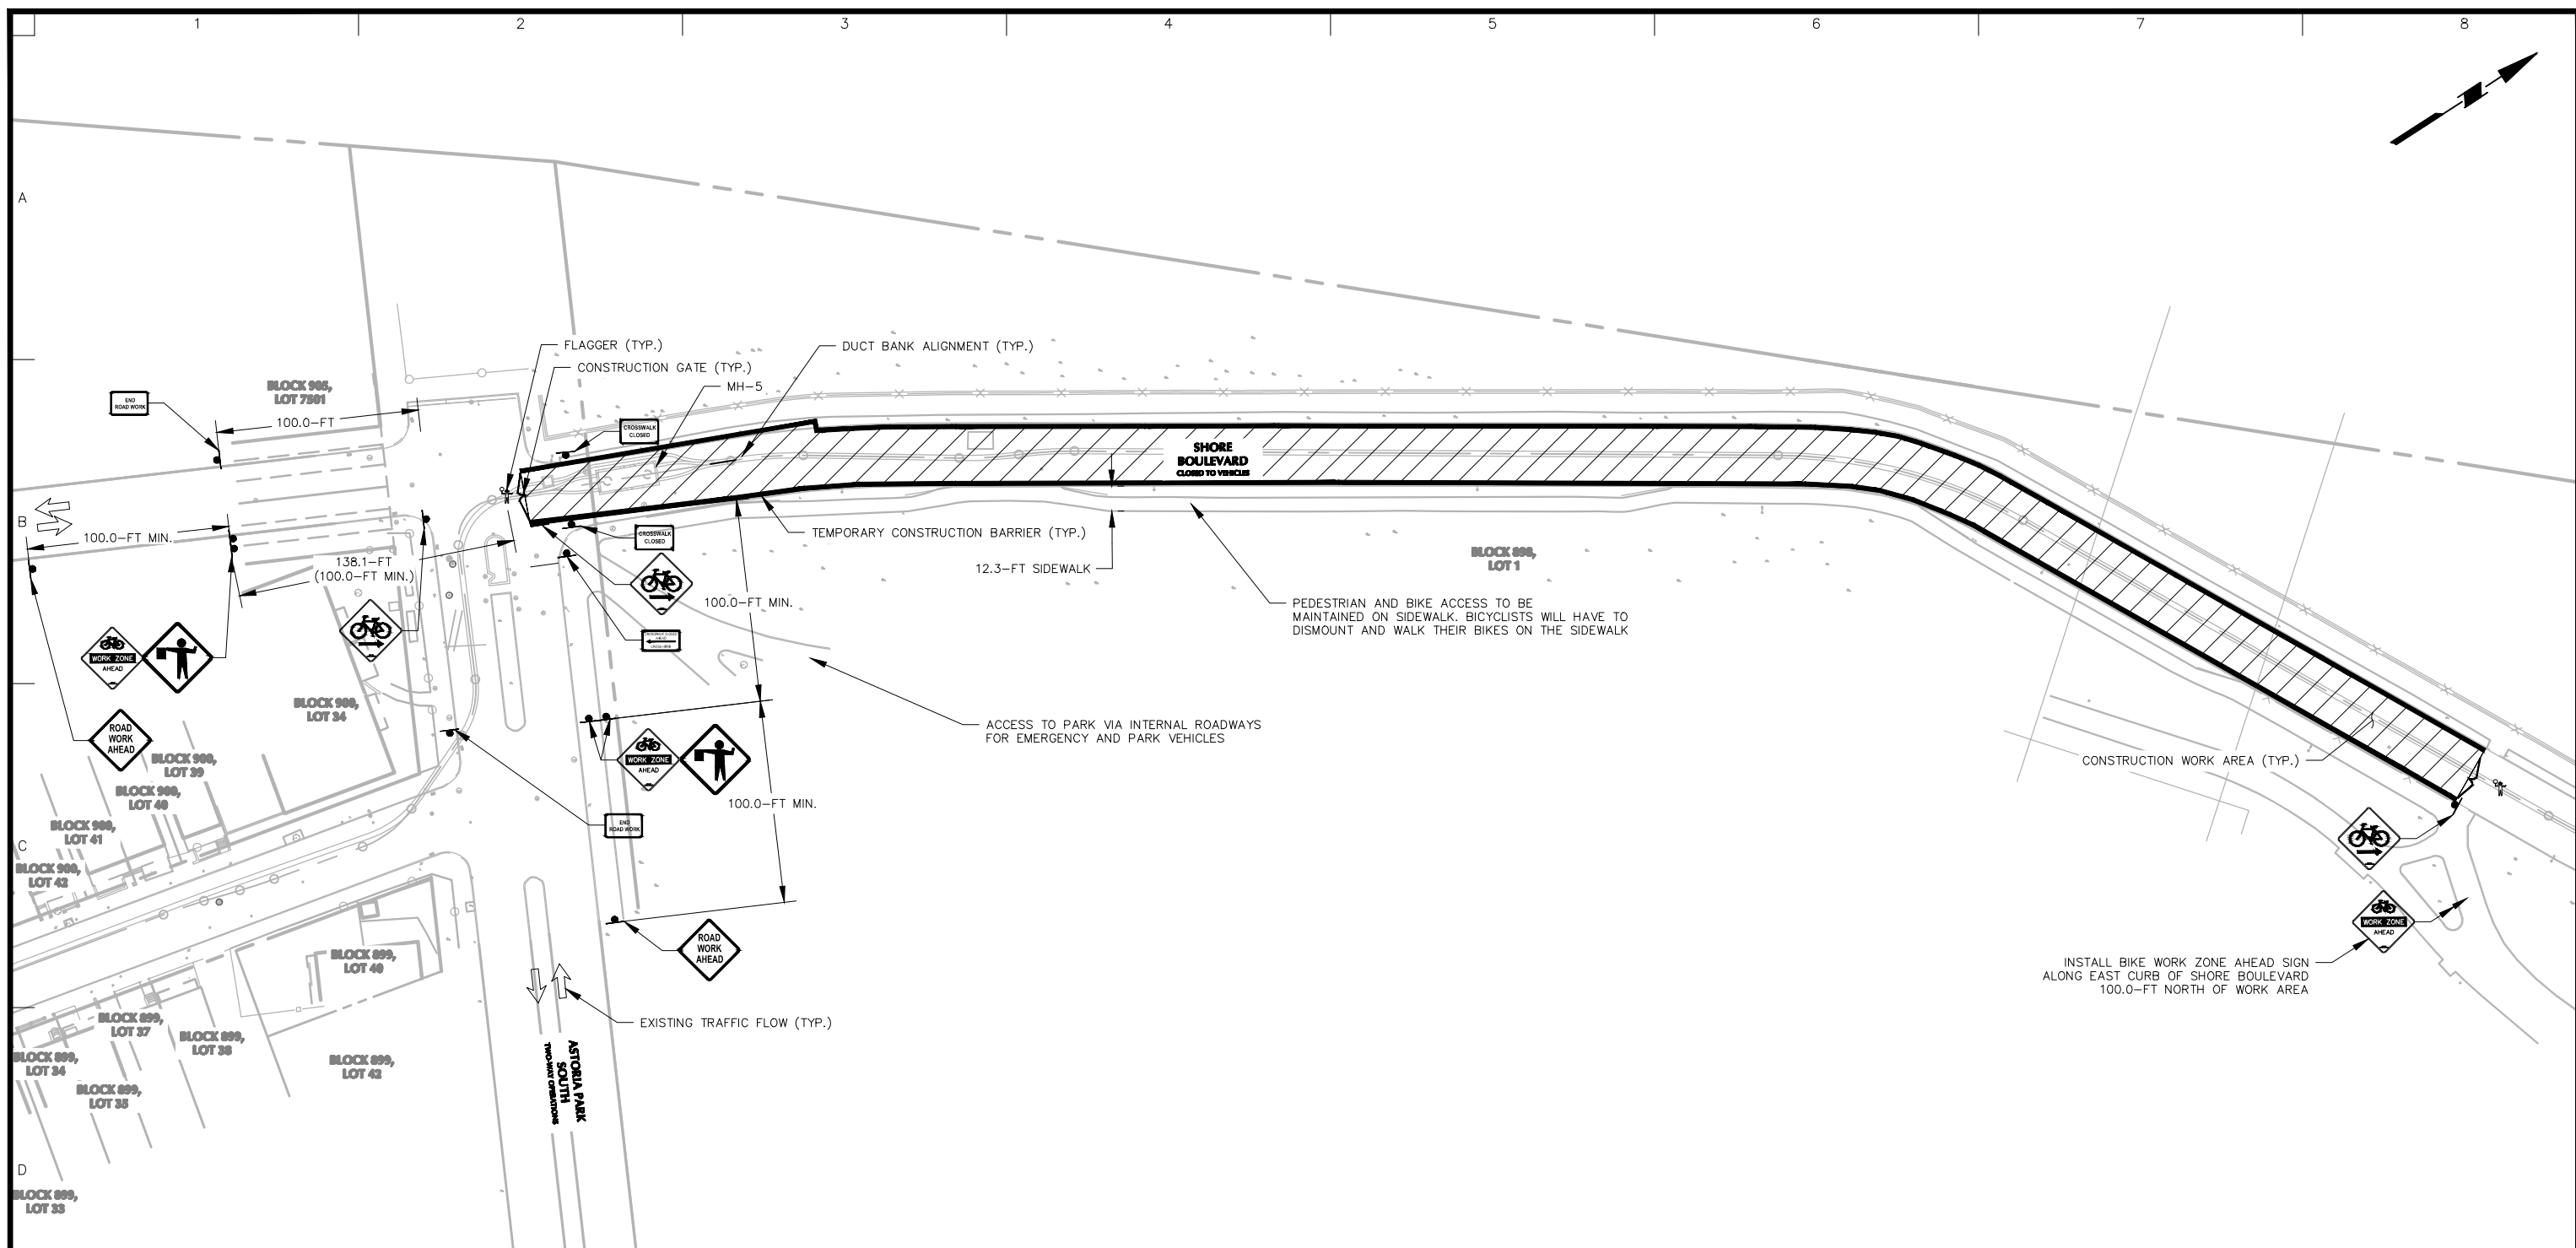 1
2
3
4
5
6
7
8
A
B
C
D
FLAGGER (TYP.)
CONSTRUCTION GATE (TYP.)
MH-5
DUCT BANK ALIGNMENT (TYP.)
END
ROAD WORK
BLOCK 905,
LOT 7501
100.0-FT
CROSSWALK
CLOSED
SHORE
BOULEVARD
CLOSED TO VEHICLES
100.0-FT MIN.
138.1-FT
(100.0-FT MIN.)
CROSSWALK
CLOSED
TEMPORARY CONSTRUCTION BARRIER (TYP.)
12.3-FT SIDEWALK
BLOCK 898,
LOT 1
100.0-FT MIN.
PEDESTRIAN AND BIKE ACCESS TO BE
MAINTAINED ON SIDEWALK. BICYCLISTS WILL HAVE TO
DISMOUNT AND WALK THEIR BIKES ON THE SIDEWALK
WORK ZONE
AHEAD
ROAD
WORK
AHEAD
BLOCK 900,
LOT 34
BLOCK 900,
LOT 39
BLOCK 900,
LOT 40
BLOCK 900,
LOT 41
BLOCK 900,
LOT 42
ACCESS TO PARK VIA INTERNAL ROADWAYS
FOR EMERGENCY AND PARK VEHICLES
WORK ZONE
AHEAD
100.0-FT MIN.
END
ROAD WORK
CONSTRUCTION WORK AREA (TYP.)
WORK ZONE
AHEAD
INSTALL BIKE WORK ZONE AHEAD SIGN
ALONG EAST CURB OF SHORE BOULEVARD
100.0-FT NORTH OF WORK AREA
ROAD
WORK
AHEAD
BLOCK 899,
LOT 40
EXISTING TRAFFIC FLOW (TYP.)
BLOCK 899,
LOT 37
BLOCK 899,
LOT 38
BLOCK 899,
LOT 34
BLOCK 899,
LOT 35
BLOCK 899,
LOT 42
BLOCK 899,
LOT 33
ASTORIA PARK
SOUTH
TWO-WAY OPERATIONS